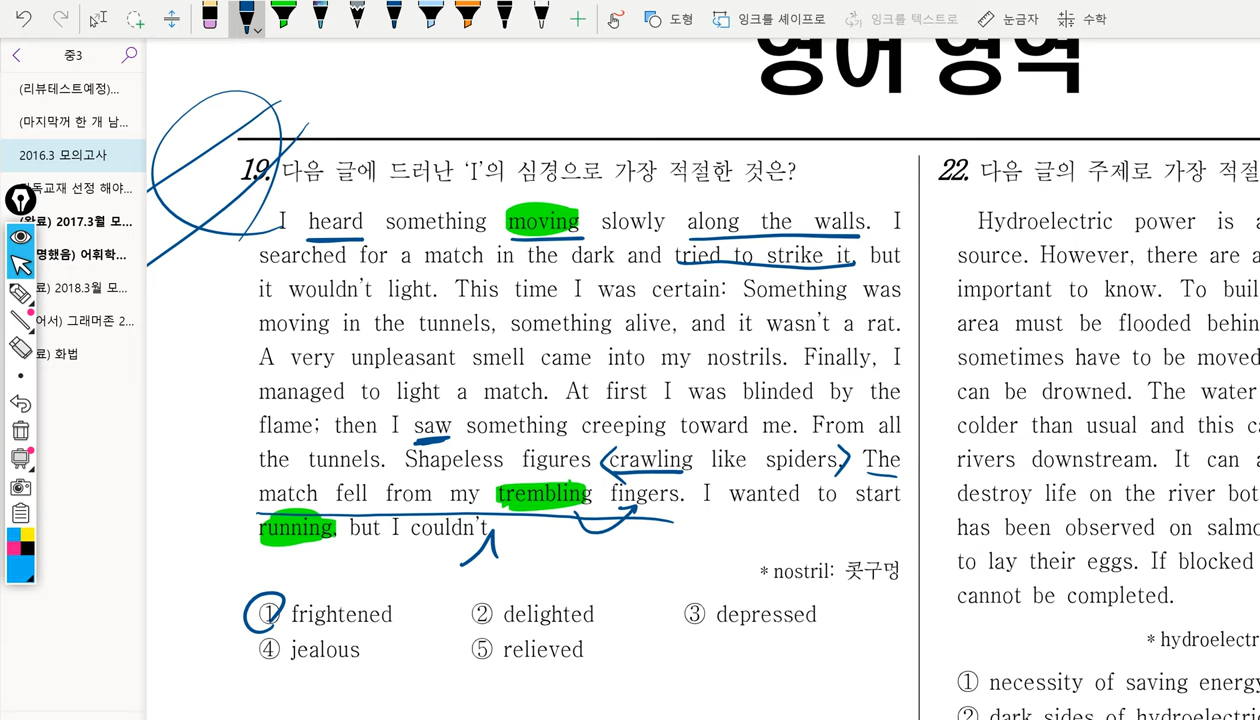 도형
잉크를 셰이프로
잉크를 텍스트로
눈금자
수학
중3
(리뷰테스트예정)...
(마지막꺼 한 개 남...
2016.3 모의고사
독교재 선정 해야...
2017.3월 모...
명했음) 어휘학...
료) 2018.3월 모...
어서) 그래머존 2...
료) 화법
영어 영역
19. 다음 글에 드러난 ‘I’의 심경으로 가장 적절한 것은?
I heard something moving slowly along the walls. I
searched for a match in the dark and tried to strike it, but
it wouldn’t light. This time I was certain: Something was
moving in the tunnels, something alive, and it wasn’t a rat.
A very unpleasant smell came into my nostrils. Finally, I
managed to light a match. At first I was blinded by the
flame; then I saw something creeping toward me. From all
the tunnels. Shapeless figures crawling like spiders. The
match fell from my trembling fingers. I wanted to start
running, but I couldn’t
* nostril: 콧구멍
① frightened ② delighted ③ depressed
④ jealous ⑤ relieved
22. 다음 글의 주제로 가장 적절
Hydroelectric power is a
source. However, there are a
important to know. To buil
area must be flooded behin
sometimes have to be moved
can be drowned. The water
colder than usual and this ca
rivers downstream. It can a
destroy life on the river bot
has been observed on salmo
to lay their eggs. If blocked
cannot be completed.
* hydroelectr
① necessity of saving energy
② dark sides of hydroelectri